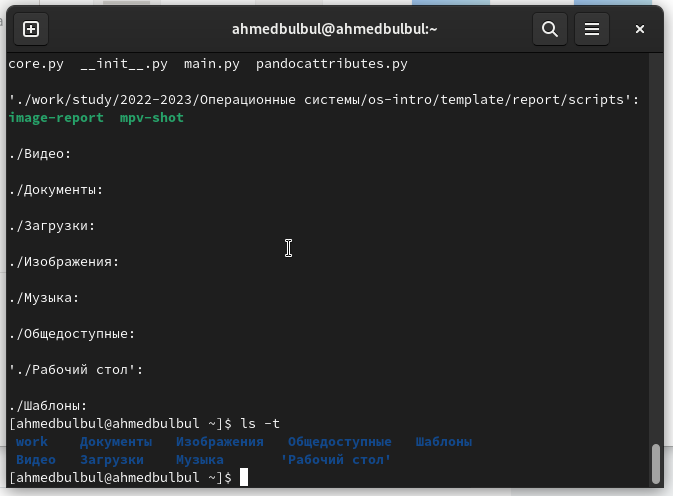 ahmedbulbul@ahmedbulbul:~
core.py  __init__.py  main.py  pandocattributes.py
'./work/study/2022-2023/Операционные системы/os-intro/template/report/scripts':
image-report  mpv-shot
./Видео:
./Документы:
./Загрузки:
./Изображения:
./Музыка:
./Общедоступные:
'./Рабочий стол':
./Шаблоны:
[ahmedbulbul@ahmedbulbul ~]$ ls -t
work  Документы  Изображения  Общедоступные  Шаблоны
Видео  Загрузки  Музыка  'Рабочий стол'
[ahmedbulbul@ahmedbulbul ~]$